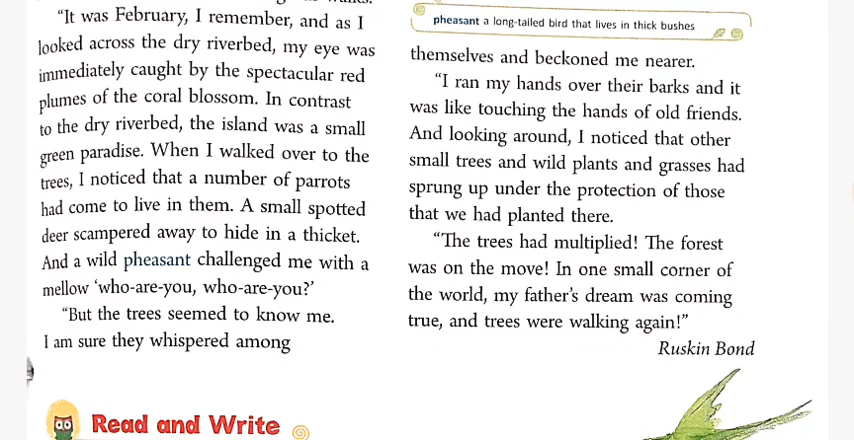 "It was February, I remember, and as I
looked across the dry riverbed, my eye was
immediately caught by the spectacular red
plumes of the coral blossom. In contrast
to the dry riverbed, the island was a small
green paradise. When I walked over to the
trees, I noticed that a number of parrots
had come to live in them. A small spotted
deer scampered away to hide in a thicket.
And a wild pheasant challenged me with a
mellow 'who-are-you, who-are-you?'
"But the trees seemed to know me.
I am sure they whispered among
pheasant a long-tailed bird that lives in thick bushes
themselves and beckoned me nearer.
"I ran my hands over their barks and it
was like touching the hands of old friends.
And looking around, I noticed that other
small trees and wild plants and grasses had
sprung up under the protection of those
that we had planted there.
"The trees had multiplied! The forest
was on the move! In one small corner of
the world, my father's dream was coming
true, and trees were walking again!"
Ruskin Bond
Read and Write